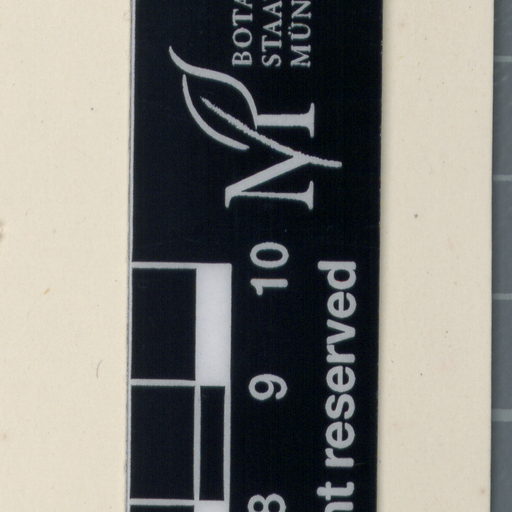 BOTA
STAA
MÜN
M
8 9 10
nt reserved